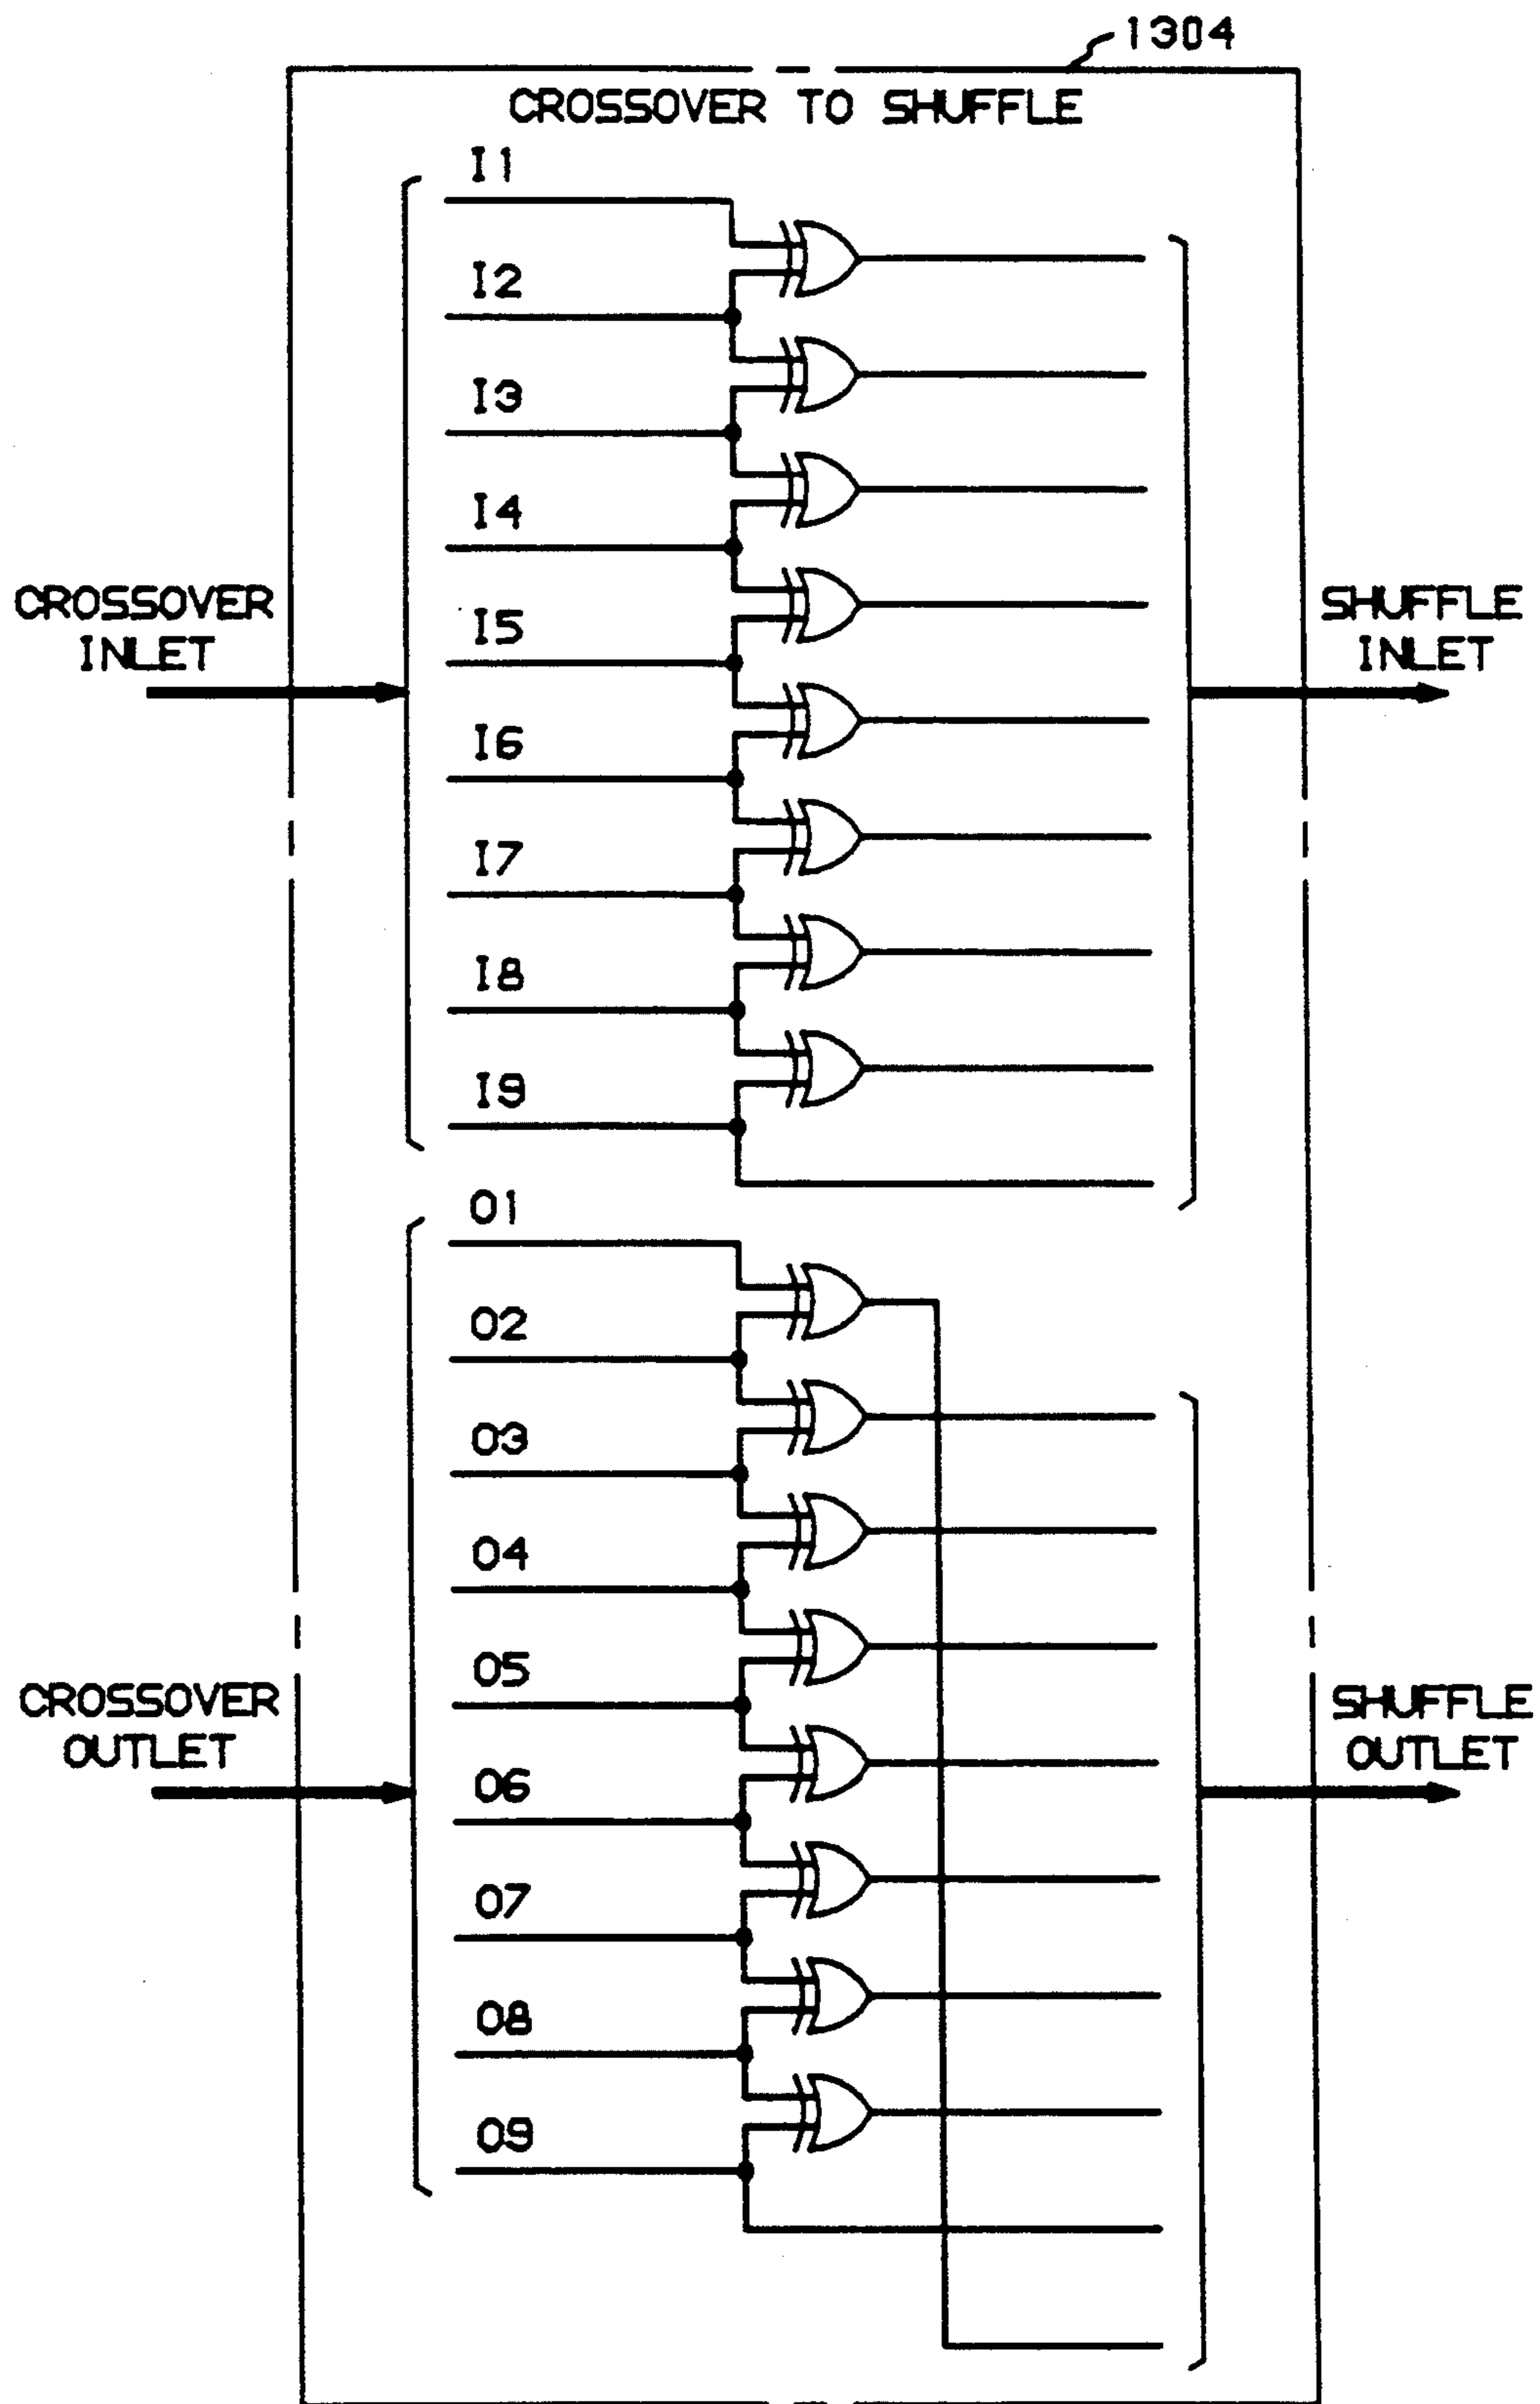 1304
CROSSOVER TO SHUFFLE
I1
I2
I3
I4
CROSSOVER
INLET
I5
SHUFFLE
INLET
I6
I7
I8
I9
O1
O2
O3
O4
O5
CROSSOVER
OUTLET
SHUFFLE
OUTLET
O6
O7
O8
O9